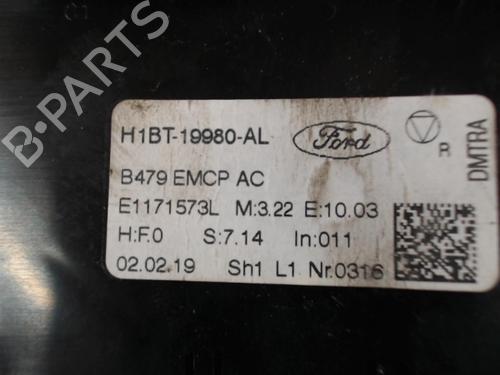 H1BT-19980-AL Ford
R
DMTRA
B479 EMCP AC
E1171573L M:3.22 E:10.03
H:F.0 S:7.14 In:011
02.02.19 Sh1 L1 Nr.0316
B-PARTS